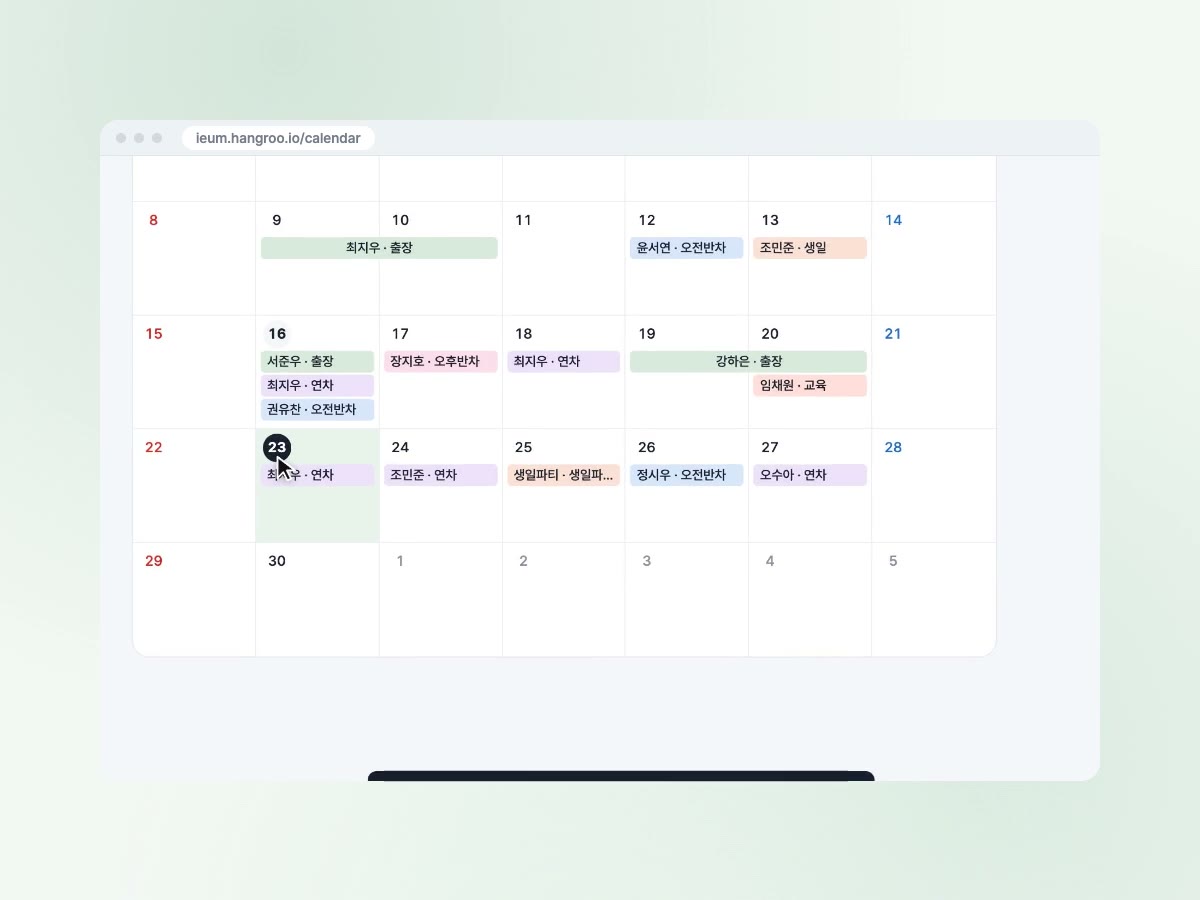 ieum.hangroo.io/calendar
8 9 10 11 12 13 14
최지우 · 출장 윤서연 · 오전반차 조민준 · 생일
15 16 17 18 19 20 21
서준우 · 출장 장지호 · 오후반차 최지우 · 연차 강하은 · 출장
최지우 · 연차 임채원 · 교육
권유찬 · 오전반차
22 23 24 25 26 27 28
· 연차 조민준 · 연차 생일파티 · 생일파... 정시우 · 오전반차 오수아 · 연차
29 30 1 2 3 4 5